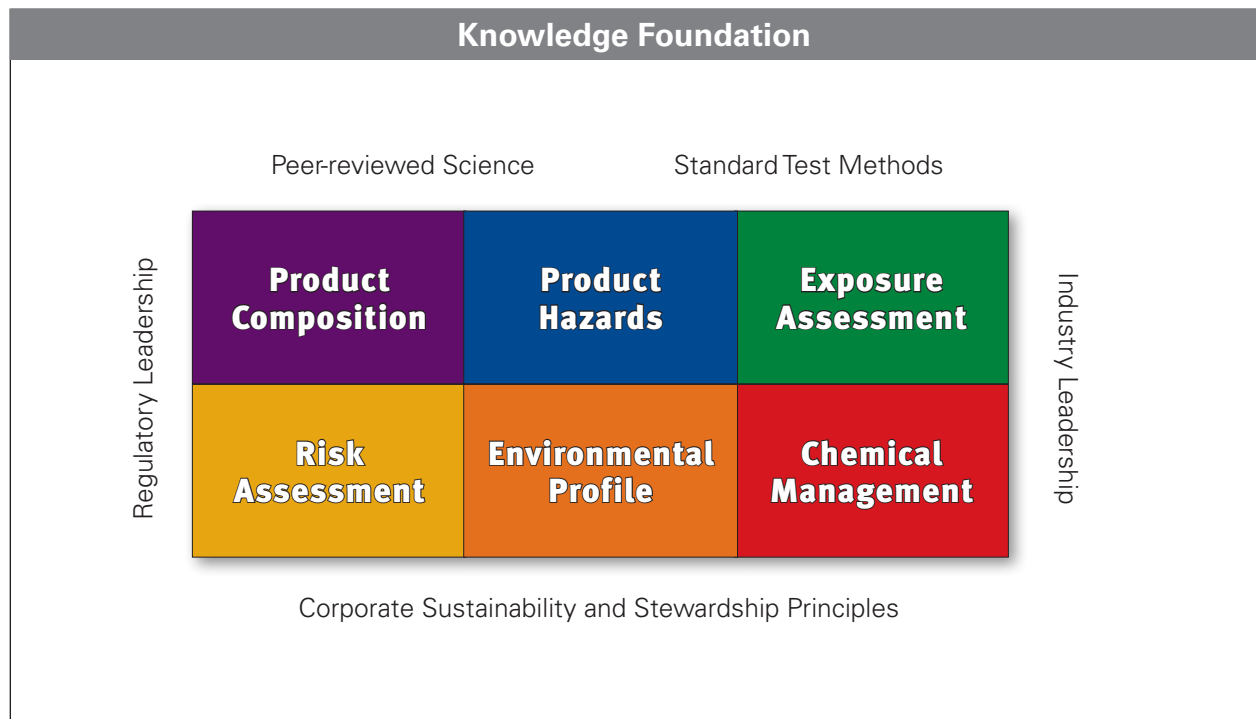 Knowledge Foundation
Peer-reviewed Science
Standard Test Methods
Regulatory Leadership
Product
Composition
Product
Hazards
Exposure
Assessment
Industry Leadership
Risk
Assessment
Environmental
Profile
Chemical
Management
Corporate Sustainability and Stewardship Principles